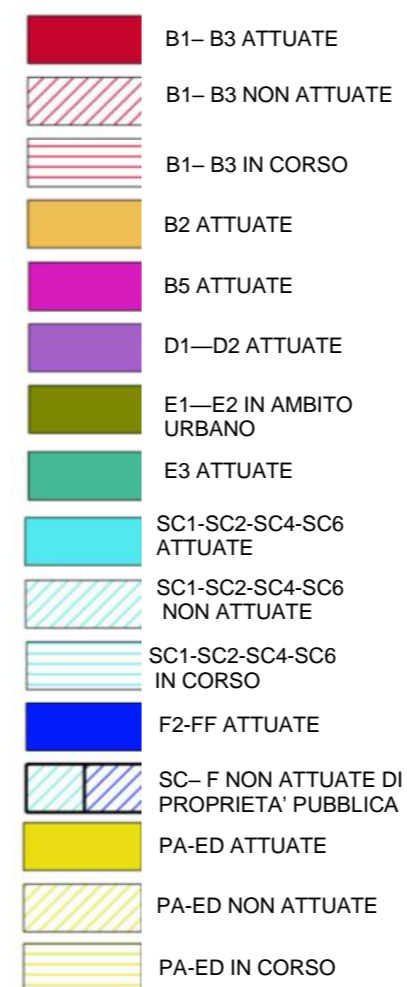 B1– B3 ATTUATE
B1– B3 NON ATTUATE
B1– B3 IN CORSO
B2 ATTUATE
B5 ATTUATE
D1—D2 ATTUATE
E1—E2 IN AMBITO
URBANO
E3 ATTUATE
SC1-SC2-SC4-SC6
ATTUATE
SC1-SC2-SC4-SC6
NON ATTUATE
SC1-SC2-SC4-SC6
IN CORSO
F2-FF ATTUATE
SC– F NON ATTUATE DI
PROPRIETA’ PUBBLICA
PA-ED ATTUATE
PA-ED NON ATTUATE
PA-ED IN CORSO